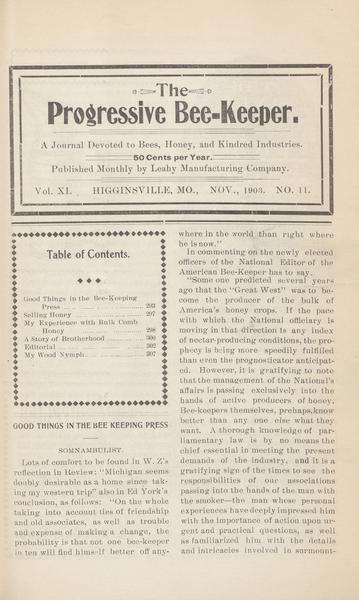 The
Progressive Bee-Keeper.
A Journal Devoted to Bees, Honey, and Kindred Industries.
50 Cents per Year.
Published Monthly by Leahy Manufacturing Company.
Vol. XI. HIGGINSVILLE, MO., NOV., 1903. NO. 11.
Table of Contents.
Good Things in the Bee-Keeping
Press 293
Selling Honey 297
My Experience with Bulk Comb
Honey 298
A Story of Brotherhood 300
Editorial 302
My Wood Nymph 307
GOOD THINGS IN THE BEE KEEPING PRESS
SOMNAMBULIST.
Lots of comfort to be found in W. Z's
reflection in Review: "Michigan seems
doubly desirable as a home since tak-
ing my western trip" also in Ed York's
conclusion, as follows: "On the whole
taking into account ties of friendship
and old associates, as well as trouble
and expense of making a change, the
probability is that not one bee-keeper
in ten will find himself better off any-
where in the world than right where
he is now."
In commenting on the newly elected
officers of the National Editor of the
American Bee-Keeper has to say.
"Some one predicted several years
ago that the "Great West" was to be-
come the producer of the bulk of
America's honey crops. If the pace
with which the National officiary is
moving in that direction is any index
of nectar-producing conditions, the pro-
phecy is being more speedily fulfilled
than even the prognosticator anticipat-
ed. However, it is gratifying to note
that the management of the National's
affairs is passing exclusively into the
hands of active producers of honey.
Bee-keepers themselves, prehaps, know
better than any one else what they
want. A thorough knowledge of par-
liamentary law is by no means the
chief essential in meeting the present
demands of the industry, and it is a
gratifying sign of the times to see the
responsibilities of our associations
passing into the hands of the man with
the smoker—the man whose personal
experiences have deeply impressed him
with the importance of action upon ur-
gent and practical questions, as well
as familiarized him with the details
and intricacies involved in surmount-